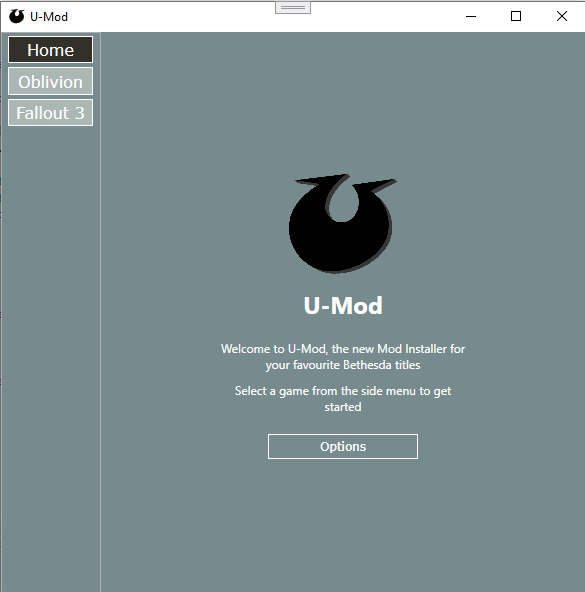 U-Mod
Home
Oblivion
Fallout 3
U-Mod
Welcome to U-Mod, the new Mod Installer for
your favourite Bethesda titles
Select a game from the side menu to get
started
Options